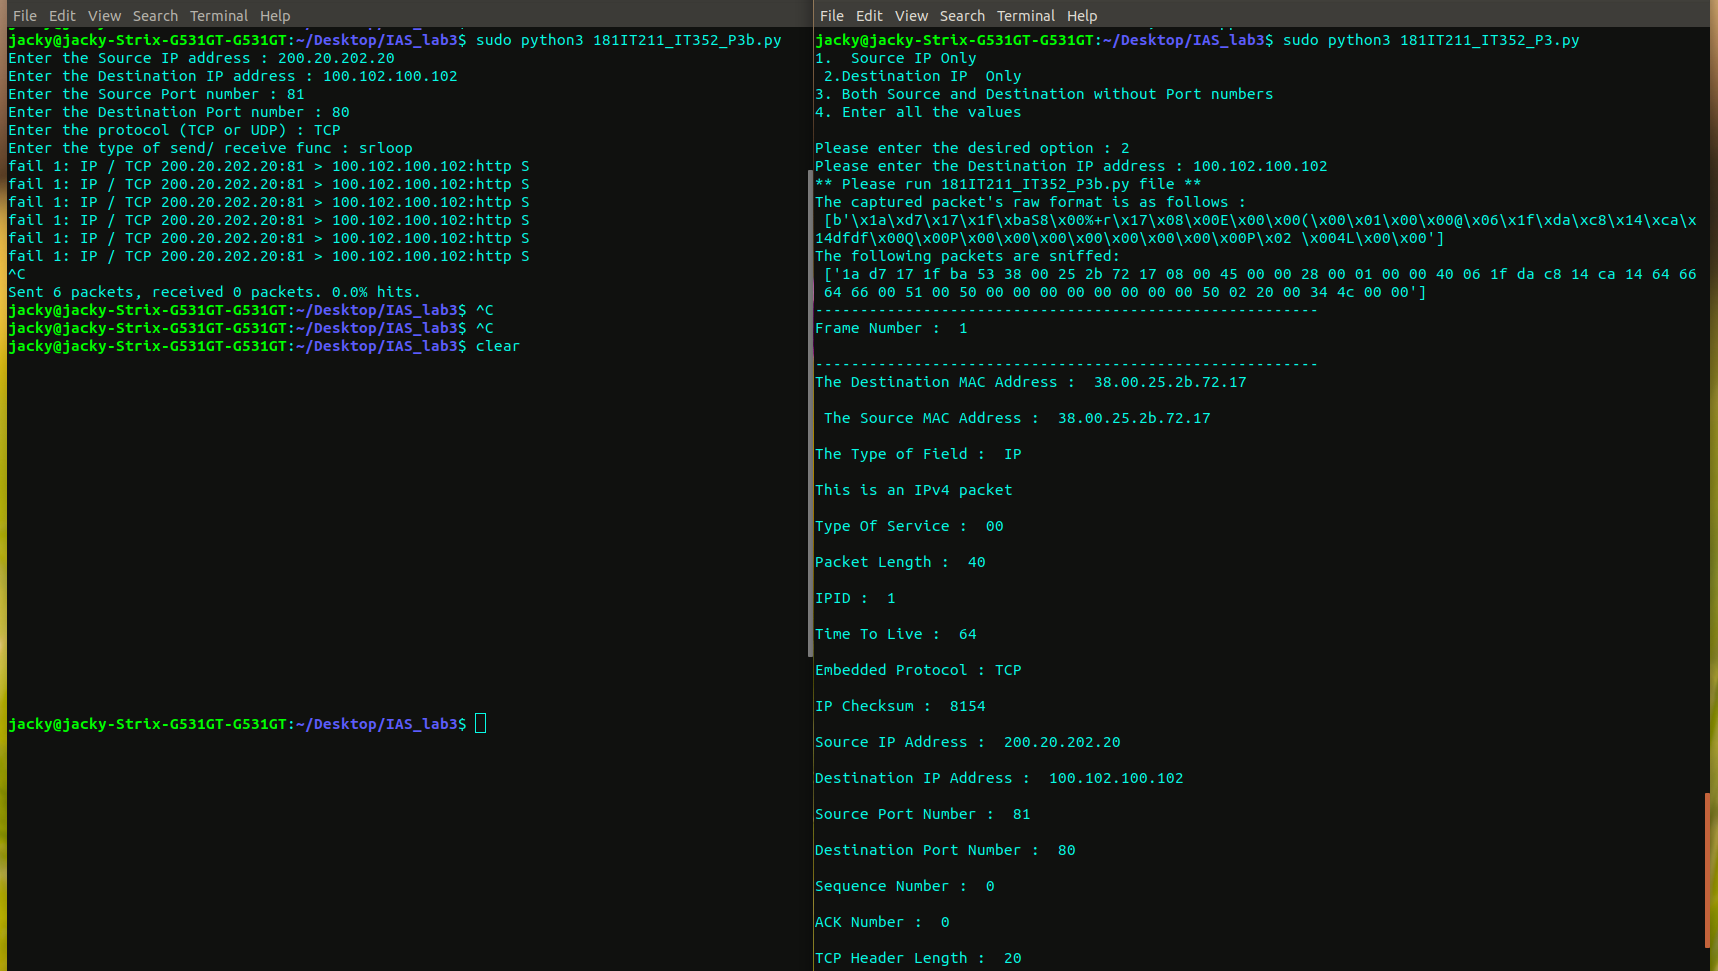 File Edit View Search Terminal Help
jacky@jacky-Strix-G531GT-G531GT:~/Desktop/IAS_lab3$ sudo python3 181IT211_IT352_P3b.py
Enter the Source IP address : 200.20.202.20
Enter the Destination IP address : 100.102.100.102
Enter the Source Port number : 81
Enter the Destination Port number : 80
Enter the protocol (TCP or UDP) : TCP
Enter the type of send/ receive func : srloop
fail 1: IP / TCP 200.20.202.20:81 > 100.102.100.102:http S
fail 1: IP / TCP 200.20.202.20:81 > 100.102.100.102:http S
fail 1: IP / TCP 200.20.202.20:81 > 100.102.100.102:http S
fail 1: IP / TCP 200.20.202.20:81 > 100.102.100.102:http S
fail 1: IP / TCP 200.20.202.20:81 > 100.102.100.102:http S
fail 1: IP / TCP 200.20.202.20:81 > 100.102.100.102:http S
^C
Sent 6 packets, received 0 packets. 0.0% hits.
jacky@jacky-Strix-G531GT-G531GT:~/Desktop/IAS_lab3$ ^C
jacky@jacky-Strix-G531GT-G531GT:~/Desktop/IAS_lab3$ ^C
jacky@jacky-Strix-G531GT-G531GT:~/Desktop/IAS_lab3$ clear
jacky@jacky-Strix-G531GT-G531GT:~/Desktop/IAS_lab3$
File Edit View Search Terminal Help
jacky@jacky-Strix-G531GT-G531GT:~/Desktop/IAS_lab3$ sudo python3 181IT211_IT352_P3.py
1.  Source IP Only
 2.Destination IP  Only
3. Both Source and Destination without Port numbers
4. Enter all the values
Please enter the desired option : 2
Please enter the Destination IP address : 100.102.100.102
** Please run 181IT211_IT352_P3b.py file **
The captured packet's raw format is as follows :
 [b'\x1a\xd7\x17\x1f\xbaS8\x00%+r\x17\x08\x00E\x00\x00(\x00\x01\x00\x00@\x06\x1f\xda\xc8\x14\xca\x
14dfdf\x00Q\x00P\x00\x00\x00\x00\x00\x00\x00\x00P\x02 \x004L\x00\x00']
The following packets are sniffed:
 ['1a d7 17 1f ba 53 38 00 25 2b 72 17 08 00 45 00 00 28 00 01 00 00 40 06 1f da c8 14 ca 14 64 66
64 66 00 51 00 50 00 00 00 00 00 00 00 00 50 02 20 00 34 4c 00 00']
--------------------------------------------------------
Frame Number :  1
--------------------------------------------------------
The Destination MAC Address :  38.00.25.2b.72.17
 The Source MAC Address :  38.00.25.2b.72.17
The Type of Field :  IP
This is an IPv4 packet
Type Of Service :  00
Packet Length :  40
IPID :  1
Time To Live :  64
Embedded Protocol : TCP
IP Checksum :  8154
Source IP Address :  200.20.202.20
Destination IP Address :  100.102.100.102
Source Port Number :  81
Destination Port Number :  80
Sequence Number :  0
ACK Number :  0
TCP Header Length :  20